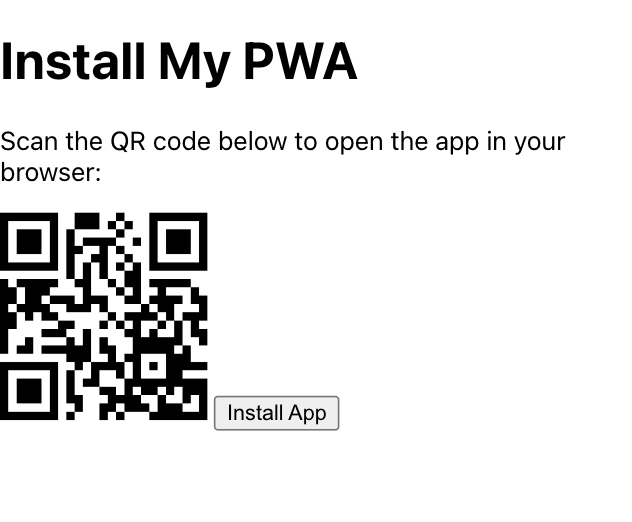 Install My PWA
Scan the QR code below to open the app in your
browser:
Install App